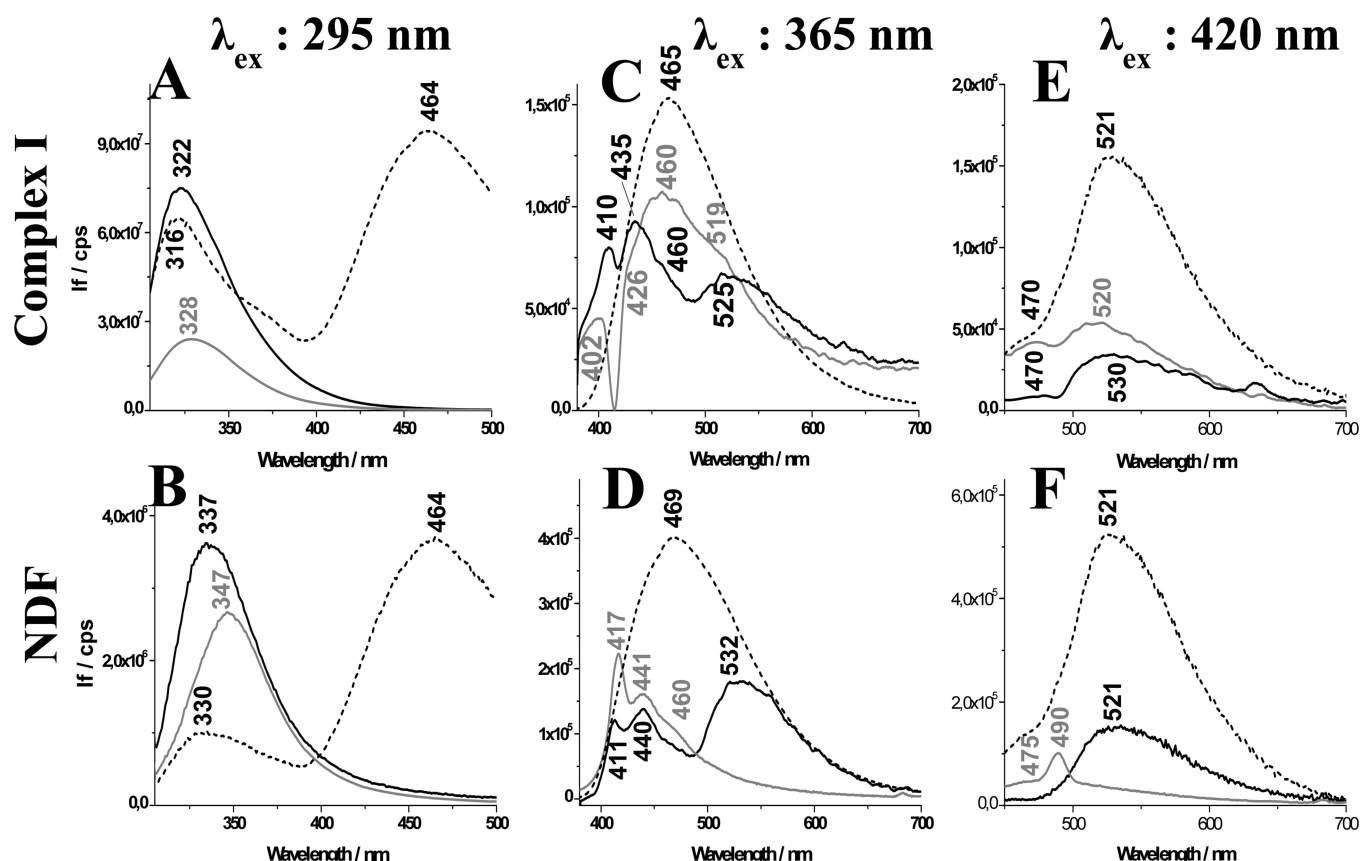 λex : 295 nm
λex : 365 nm
λex : 420 nm
Complex I
A
If / cps
9,0x10^7
6,0x10^7
3,0x10^7
0,0
322
316
328
464
350
400
450
500
Wavelength / nm
C
1,5x10^5
1,0x10^5
5,0x10^4
0,0
410
435
465
460
519
460
402
426
525
400
500
600
700
Wavelength / nm
E
2,0x10^5
1,5x10^5
1,0x10^5
5,0x10^4
0,0
521
470
520
470
530
500
600
700
Wavelength / nm
NDF
B
If / cps
4,0x10^6
2,0x10^6
0,0
337
347
330
464
350
400
450
500
Wavelength / nm
D
4x10^5
3x10^5
2x10^5
1x10^5
0
469
417
441
460
532
411
440
400
500
600
700
Wavelength / nm
F
6,0x10^5
4,0x10^5
2,0x10^5
0,0
521
475
490
521
500
600
700
Wavelength / nm